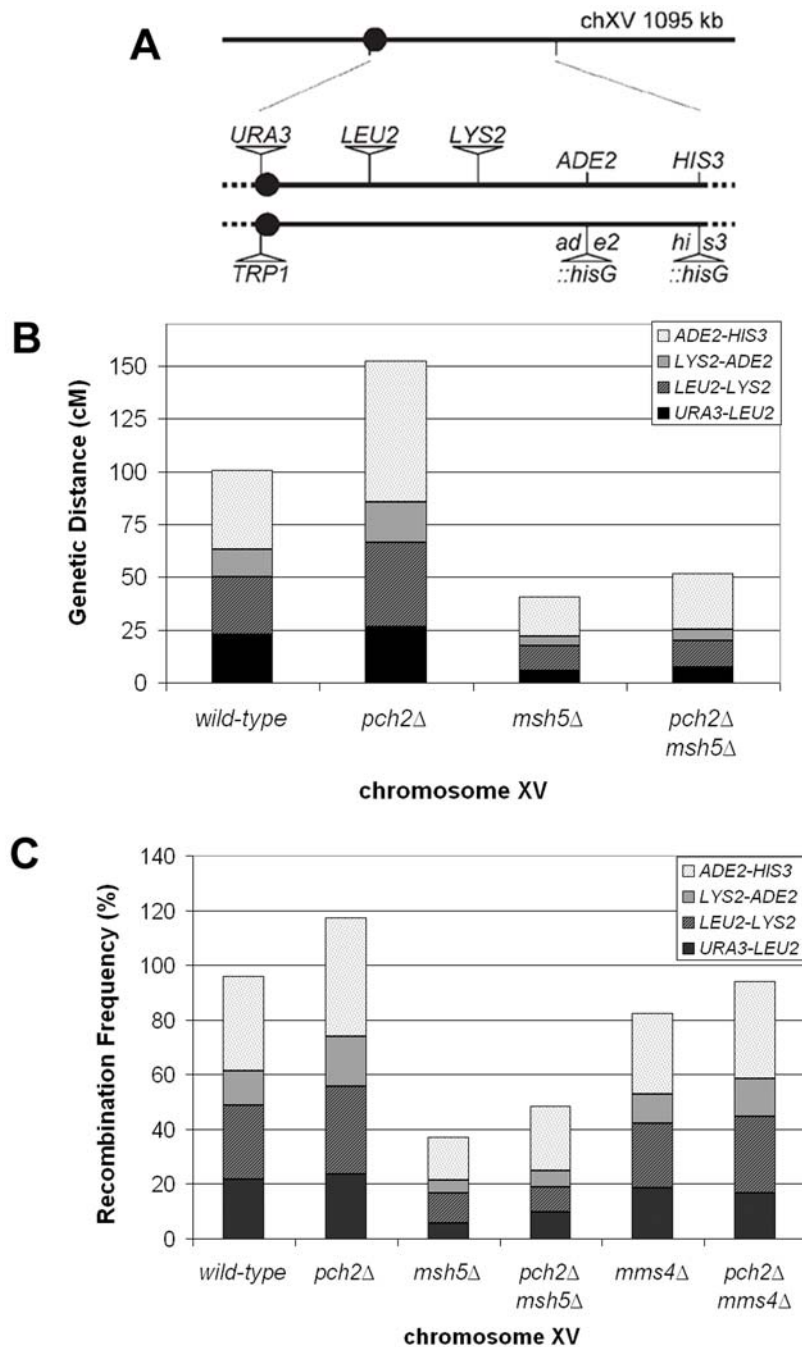 A
chXV 1095 kb
URA3 LEU2 LYS2 ADE2 HIS3
ad e2 hi s3
TRP1 ::hisG ::hisG
B
Genetic Distance (cM)
150
125
100
75
50
25
0
ADE2-HIS3
LYS2-ADE2
LEU2-LYS2
URA3-LEU2
wild-type pch2Δ msh5Δ pch2Δ
msh5Δ
chromosome XV
C
Recombination Frequency (%)
140
120
100
80
60
40
20
0
ADE2-HIS3
LYS2-ADE2
LEU2-LYS2
URA3-LEU2
wild-type pch2Δ msh5Δ pch2Δ mms4Δ pch2Δ
msh5Δ mms4Δ
chromosome XV